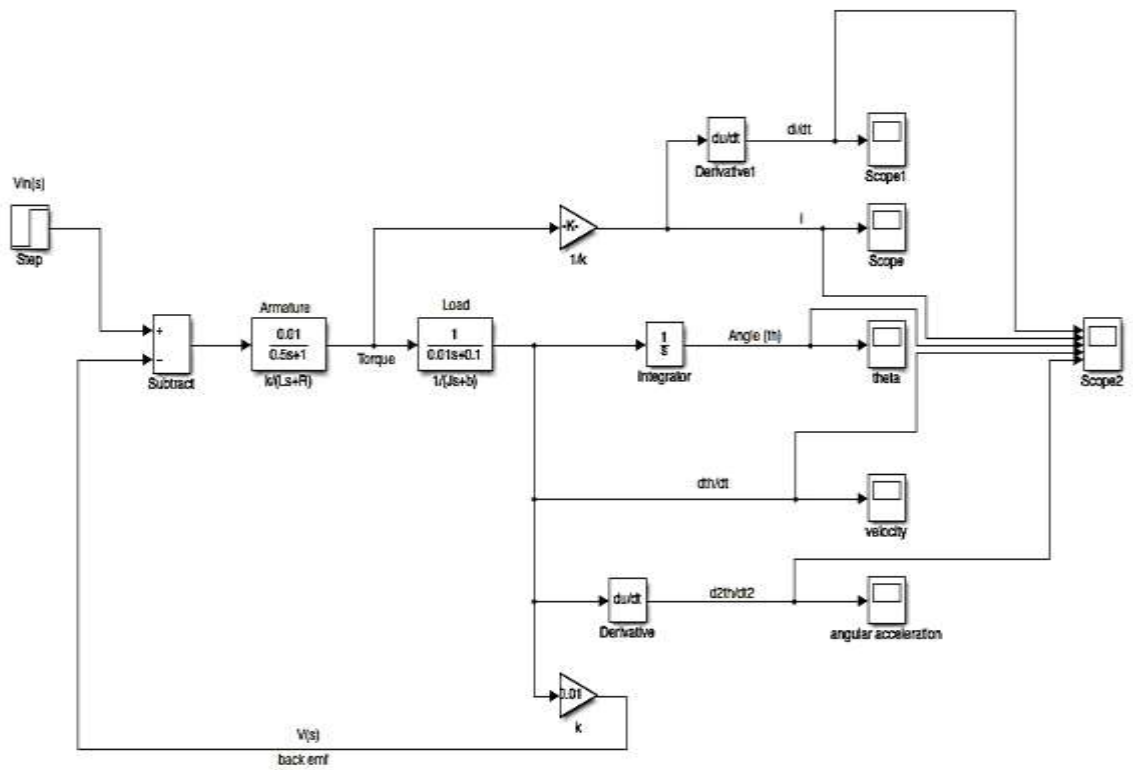 di/dt
du/dt
Derivative1
Scope1
Vin(s)
Step
-K-
1/k
i
Scope
Armature
0.01
0.5s+1
k/(Ls+R)
Load
1
0.01s+0.1
1/(Js+b)
+
−
Subtract
Torque
1
s
Integrator
Angle (th)
theta
Scope2
dth/dt
velocity
du/dt
Derivative
d2th/dt2
angular acceleration
0.01
k
V(s)
back emf